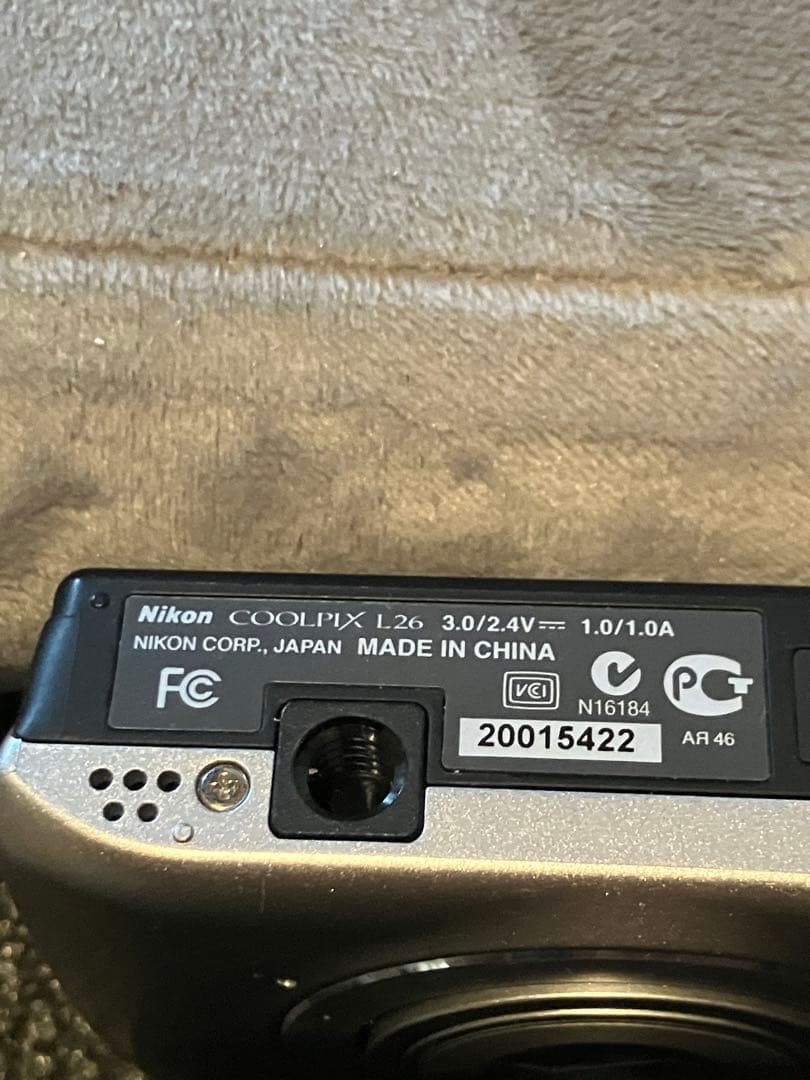 Nikon COOLPIX L26 3.0/2.4V⎓ 1.0/1.0A
NIKON CORP., JAPAN MADE IN CHINA
FC
VCI
N16184
PCT
20015422
АЯ 46